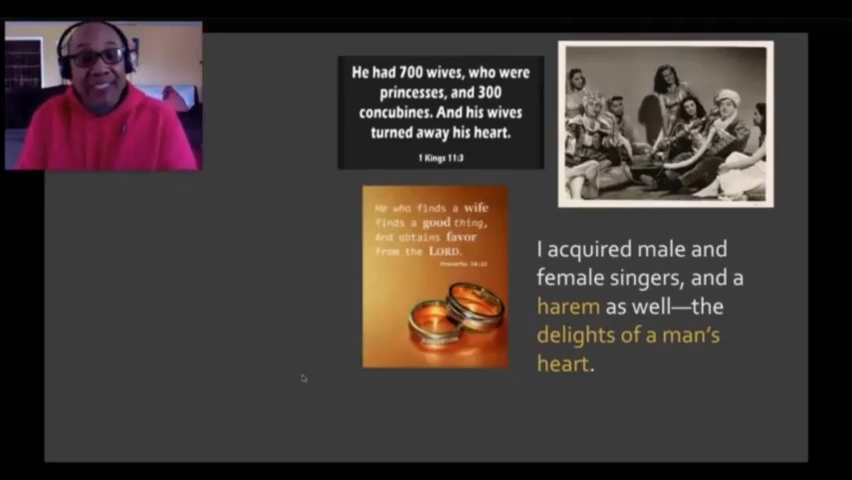 He had 700 wives, who were
princesses, and 300
concubines. And his wives
turned away his heart.
1 Kings 11:3
He who finds a wife
finds a good thing,
And obtains favor
from the LORD.
I acquired male and
female singers, and a
harem as well—the
delights of a man's
heart.